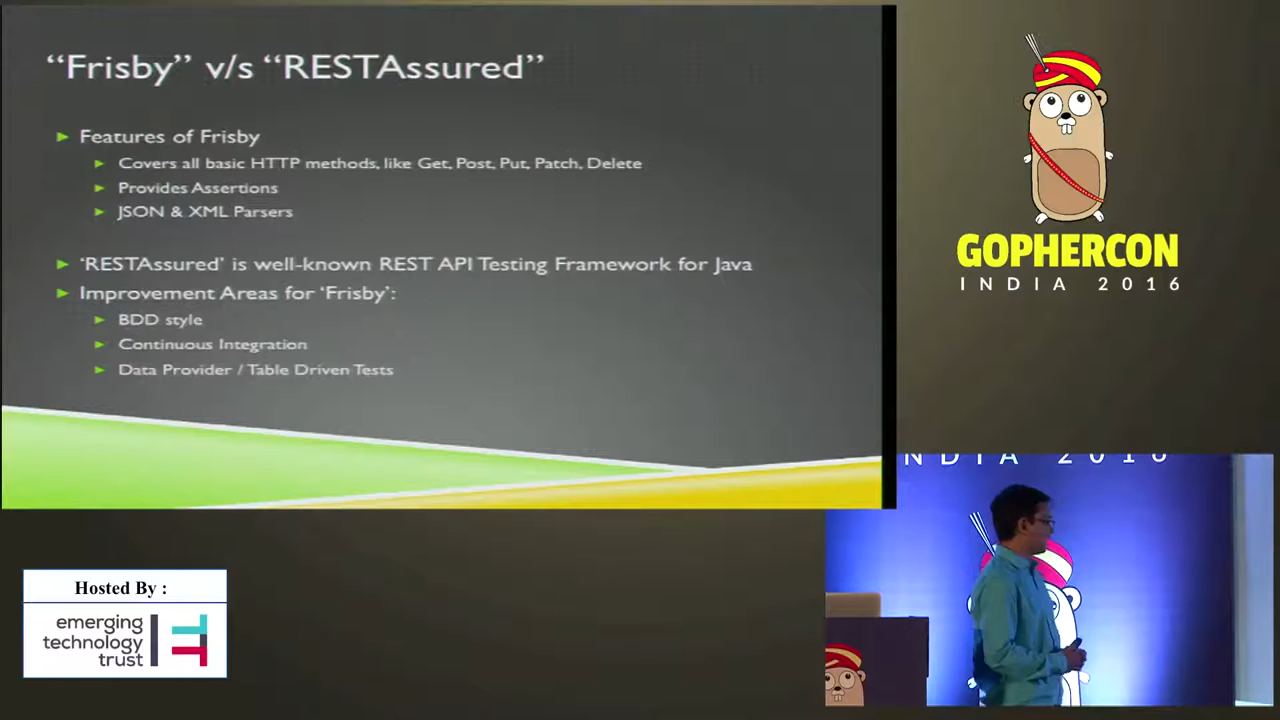 “Frisby” v/s “RESTAssured”
Features of Frisby
Covers all basic HTTP methods, like Get, Post, Put, Patch, Delete
Provides Assertions
JSON & XML Parsers
‘RESTAssured’ is well-known REST API Testing Framework for Java
Improvement Areas for ‘Frisby’:
BDD style
Continuous Integration
Data Provider / Table Driven Tests
GOPHERCON
INDIA 2016
INDIA 2016
Hosted By :
emerging
technology
trust